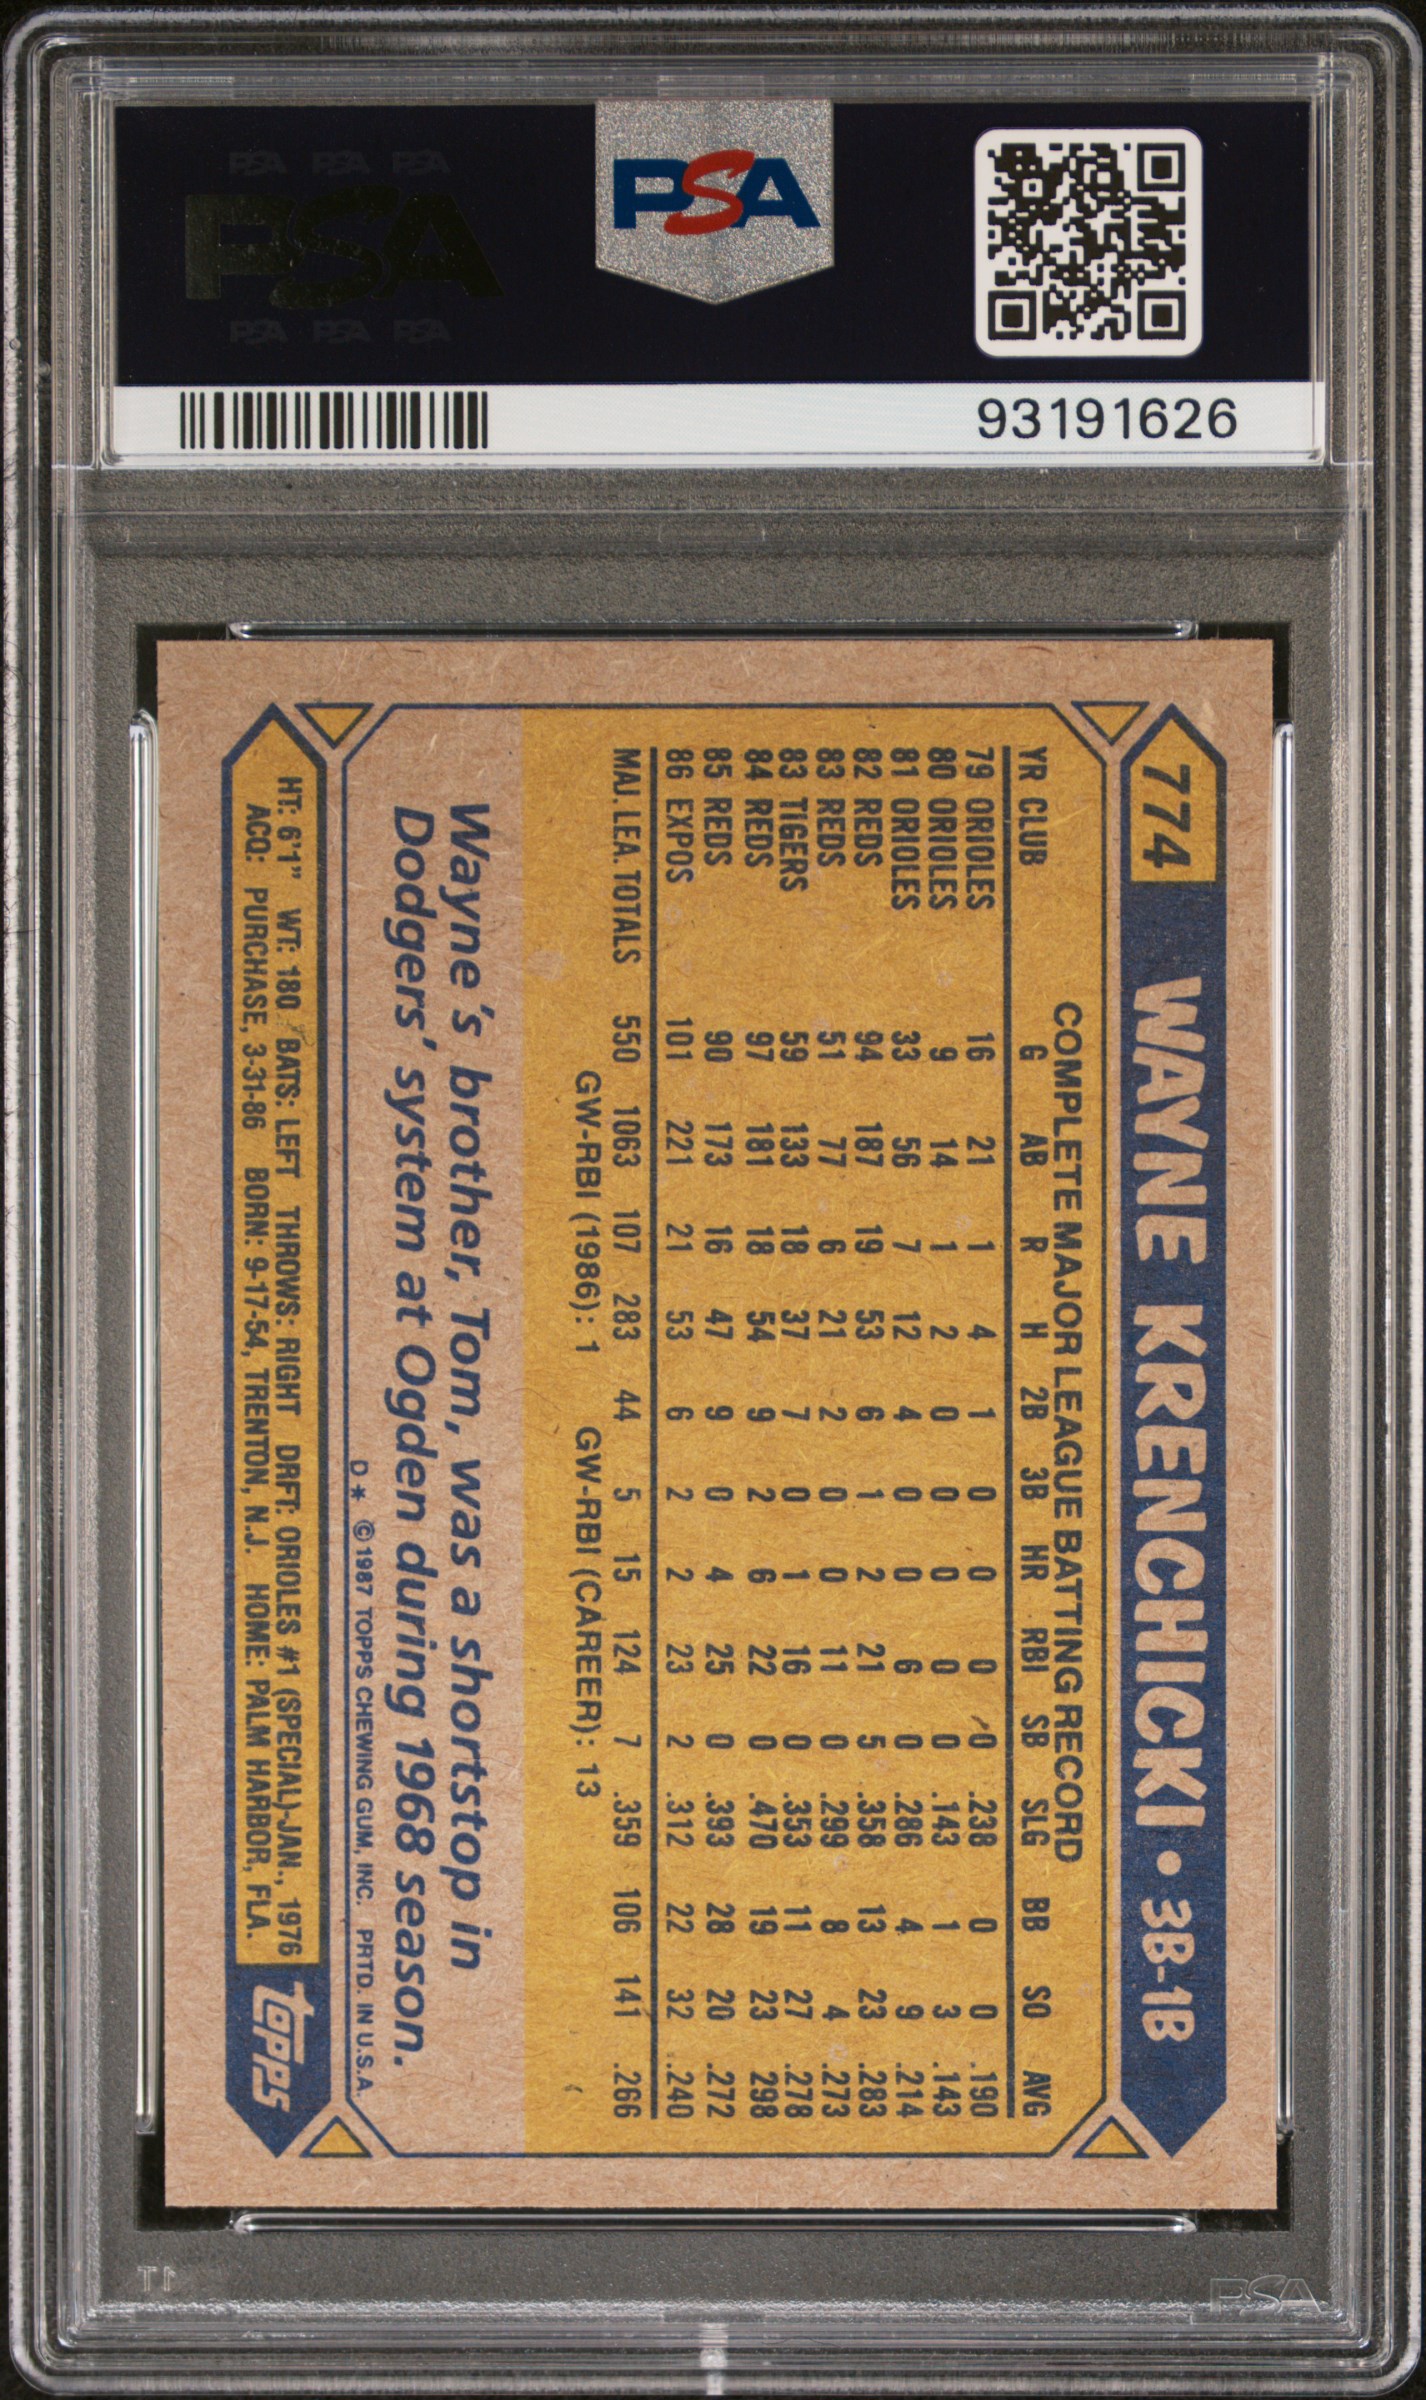 PSA PSA PSA
PSA
PSA PSA PSA
PSA
93191626
774 WAYNE KRENCHICKI • 3B-1B
COMPLETE MAJOR LEAGUE BATTING RECORD
YR CLUB G AB R H 2B 3B HR RBI SB SLG BB SO AVG
79 ORIOLES 16 21 1 4 1 0 0 0 0 .238 0 0 .190
80 ORIOLES 9 14 1 2 0 0 0 0 0 .143 1 3 .143
81 ORIOLES 33 56 7 12 4 0 0 6 0 .286 4 9 .214
82 REDS 94 187 19 53 6 1 2 21 5 .358 13 23 .283
83 REDS 51 77 6 21 2 0 0 11 0 .299 8 4 .273
83 TIGERS 59 133 18 37 7 0 1 16 0 .353 11 27 .278
84 REDS 97 181 18 54 9 2 6 22 0 .470 19 23 .298
85 REDS 90 173 16 47 9 0 4 25 0 .393 28 20 .272
86 EXPOS 101 221 21 53 6 2 2 23 2 .312 22 32 .240
MAJ. LEA. TOTALS 550 1063 107 283 44 5 15 124 7 .359 106 141 .266
GW-RBI (1986): 1 GW-RBI (CAREER): 13
Wayne's brother, Tom, was a shortstop in
Dodgers' system at Ogden during 1968 season.
D* ©1987 TOPPS CHEWING GUM, INC. PRTD. IN U.S.A.
HT: 6'1" WT: 180 BATS: LEFT THROWS: RIGHT DRFT: ORIOLES #1 (SPECIAL)-JAN., 1976
ACQ: PURCHASE, 3-31-86 BORN: 9-17-54, TRENTON, N.J. HOME: PALM HARBOR, FLA.
topps
PSA